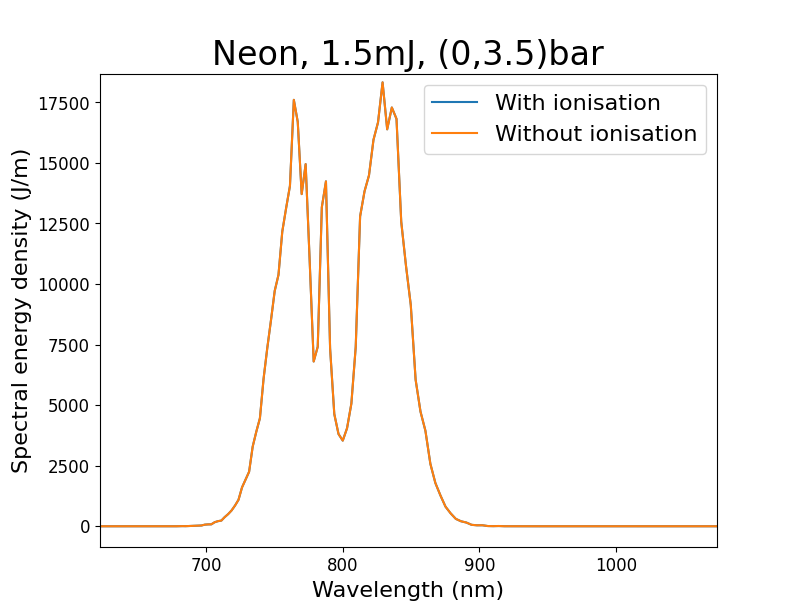 Neon, 1.5mJ, (0,3.5)bar
With ionisation
Without ionisation
Spectral energy density (J/m)
17500
15000
12500
10000
7500
5000
2500
0
700
800
900
1000
Wavelength (nm)